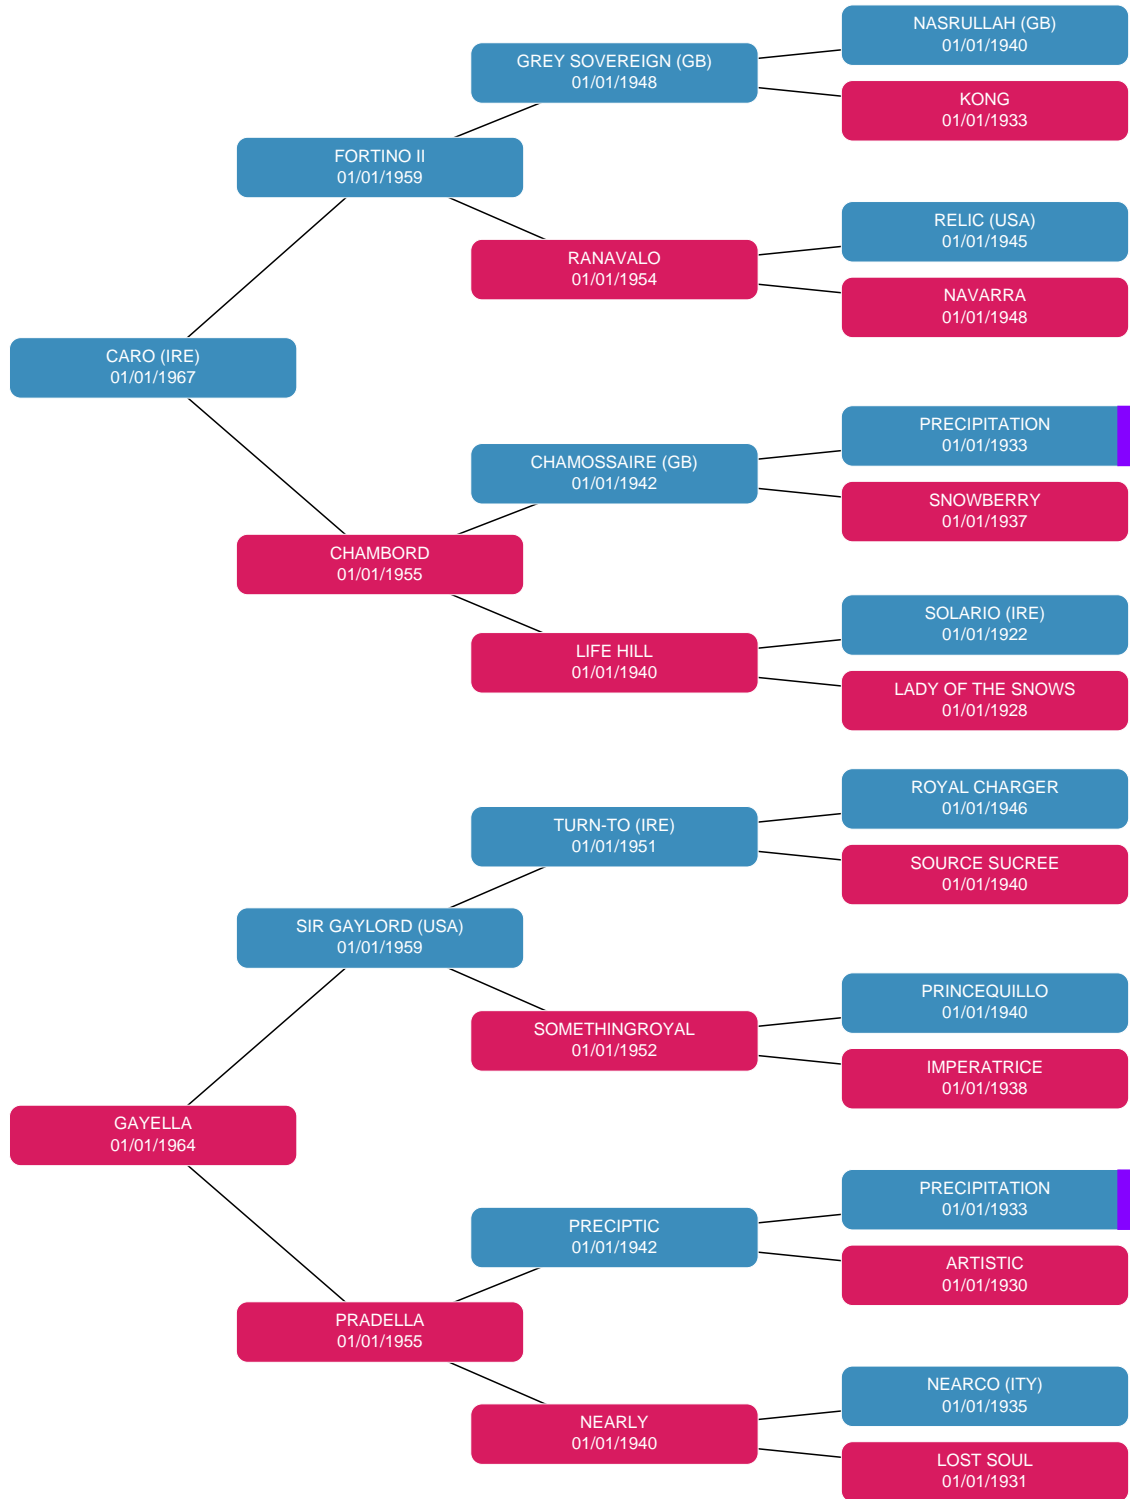 NASRULLAH (GB)
01/01/1940
GREY SOVEREIGN (GB)
01/01/1948
KONG
01/01/1933
FORTINO II
01/01/1959
RELIC (USA)
01/01/1945
RANAVALO
01/01/1954
NAVARRA
01/01/1948
CARO (IRE)
01/01/1967
PRECIPITATION
01/01/1933
CHAMOSSAIRE (GB)
01/01/1942
SNOWBERRY
01/01/1937
CHAMBORD
01/01/1955
SOLARIO (IRE)
01/01/1922
LIFE HILL
01/01/1940
LADY OF THE SNOWS
01/01/1928
ROYAL CHARGER
01/01/1946
TURN-TO (IRE)
01/01/1951
SOURCE SUCREE
01/01/1940
SIR GAYLORD (USA)
01/01/1959
PRINCEQUILLO
01/01/1940
SOMETHINGROYAL
01/01/1952
IMPERATRICE
01/01/1938
GAYELLA
01/01/1964
PRECIPITATION
01/01/1933
PRECIPTIC
01/01/1942
ARTISTIC
01/01/1930
PRADELLA
01/01/1955
NEARCO (ITY)
01/01/1935
NEARLY
01/01/1940
LOST SOUL
01/01/1931